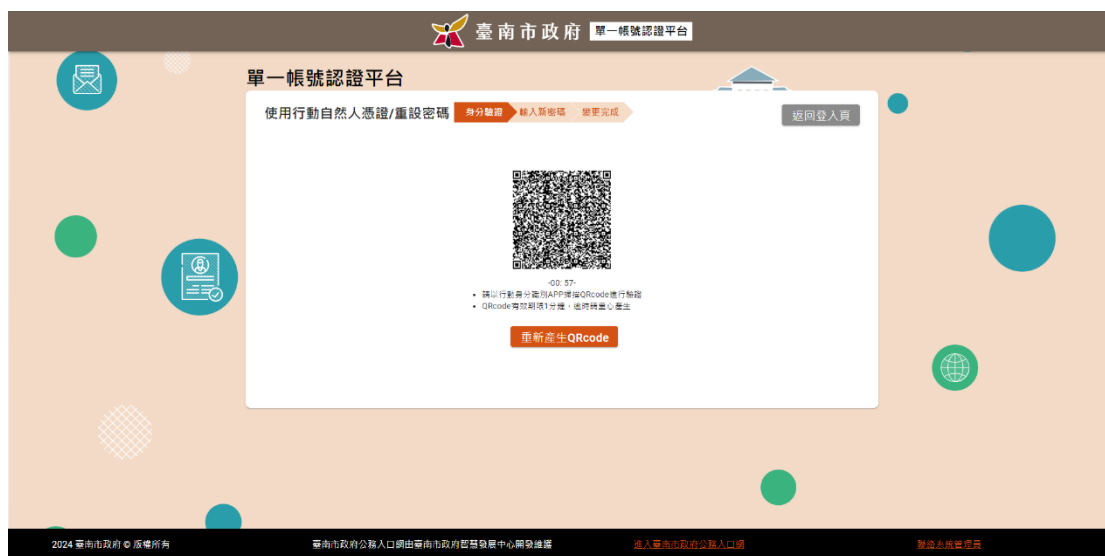 臺南市政府 單一帳號認證平台
單一帳號認證平台
使用行動自然人憑證/重設密碼 身分驗證 輸入新密碼 變更完成 返回登入頁
-00: 57-
請以行動身分識別APP掃描QRcode進行驗證
QRcode有效期限1分鐘，逾時請重心產生
重新產生QRcode
2024 臺南市政府 © 版權所有 臺南市政府公務入口網由臺南市政府智慧發展中心開發維護 進入臺南市政府公務入口網 聯絡系統管理員